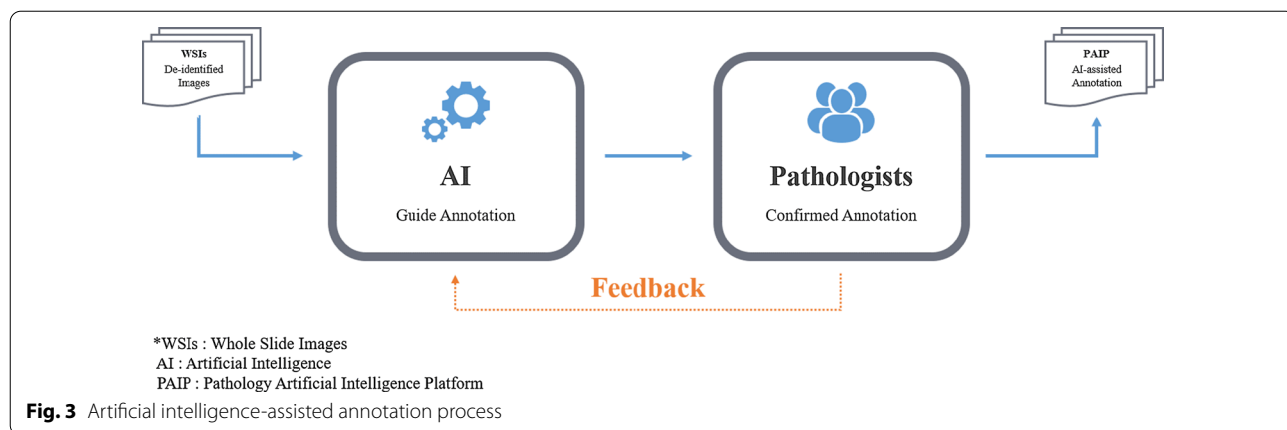 WSIs
De-identified
Images
AI
Guide Annotation
Pathologists
Confirmed Annotation
PAIP
AI-assisted
Annotation
Feedback
*WSIs : Whole Slide Images
AI : Artificial Intelligence
PAIP : Pathology Artificial Intelligence Platform
Fig. 3 Artificial intelligence-assisted annotation process